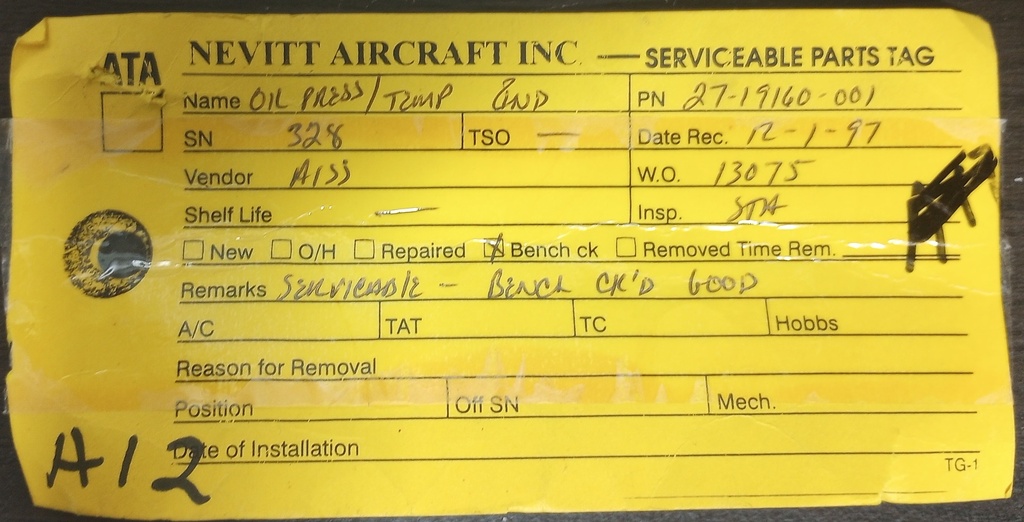 ATA NEVITT AIRCRAFT INC. — SERVICEABLE PARTS TAG
Name OIL PRESS/TEMP IND PN 27-19160-001
SN 328 TSO — Date Rec. 12-1-97
Vendor AISS W.O. 13075
Shelf Life — Insp.
☐ New ☐ O/H ☐ Repaired ☒ Bench ck ☐ Removed Time Rem.
Remarks SERVICEABLE - BENCH CK'D GOOD
A/C TAT TC Hobbs
Reason for Removal
Position Off SN Mech.
Date of Installation
A12
TG-1